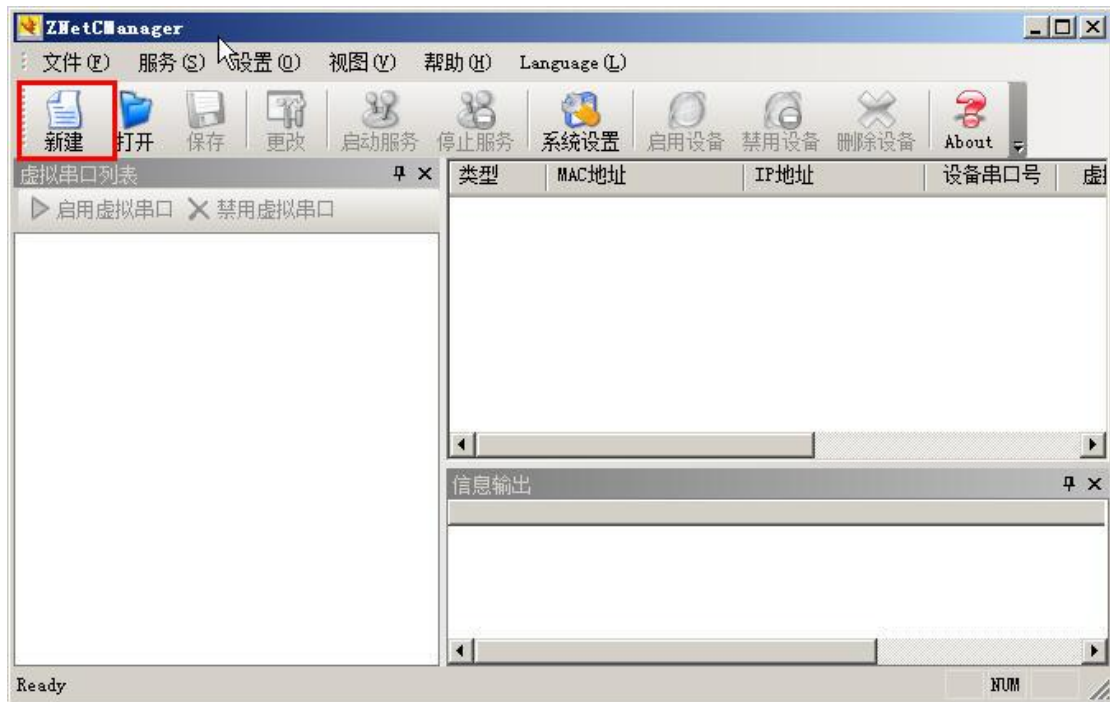 ZNetCManager
文件(F) 服务(S) 设置(O) 视图(V) 帮助(H) Language(L)
新建 打开 保存 更改 启动服务 停止服务 系统设置 启用设备 禁用设备 删除设备 About
虚拟串口列表
启用虚拟串口 禁用虚拟串口
类型 MAC地址 IP地址 设备串口号
信息输出
Ready NUM